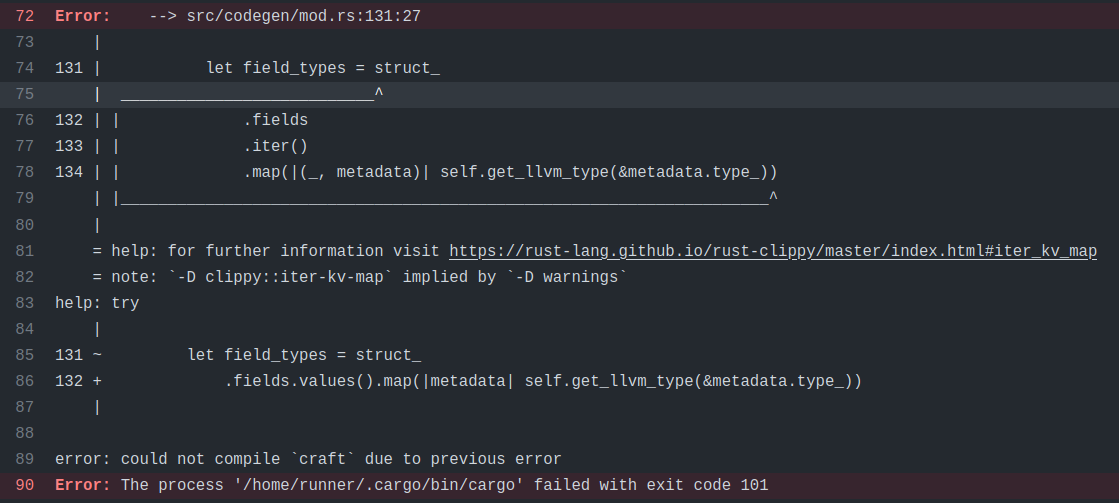 72 Error:    --> src/codegen/mod.rs:131:27
73     |
74 131 |           let field_types = struct_
75     |  ___________________________^
76 132 | |             .fields
77 133 | |             .iter()
78 134 | |             .map(|(_, metadata)| self.get_llvm_type(&metadata.type_))
79     | |_____________________________________________________________________^
80     |
81     = help: for further information visit https://rust-lang.github.io/rust-clippy/master/index.html#iter_kv_map
82     = note: `-D clippy::iter-kv-map` implied by `-D warnings`
83 help: try
84     |
85 131 ~         let field_types = struct_
86 132 +             .fields.values().map(|metadata| self.get_llvm_type(&metadata.type_))
87     |
88
89 error: could not compile `craft` due to previous error
90 Error: The process '/home/runner/.cargo/bin/cargo' failed with exit code 101